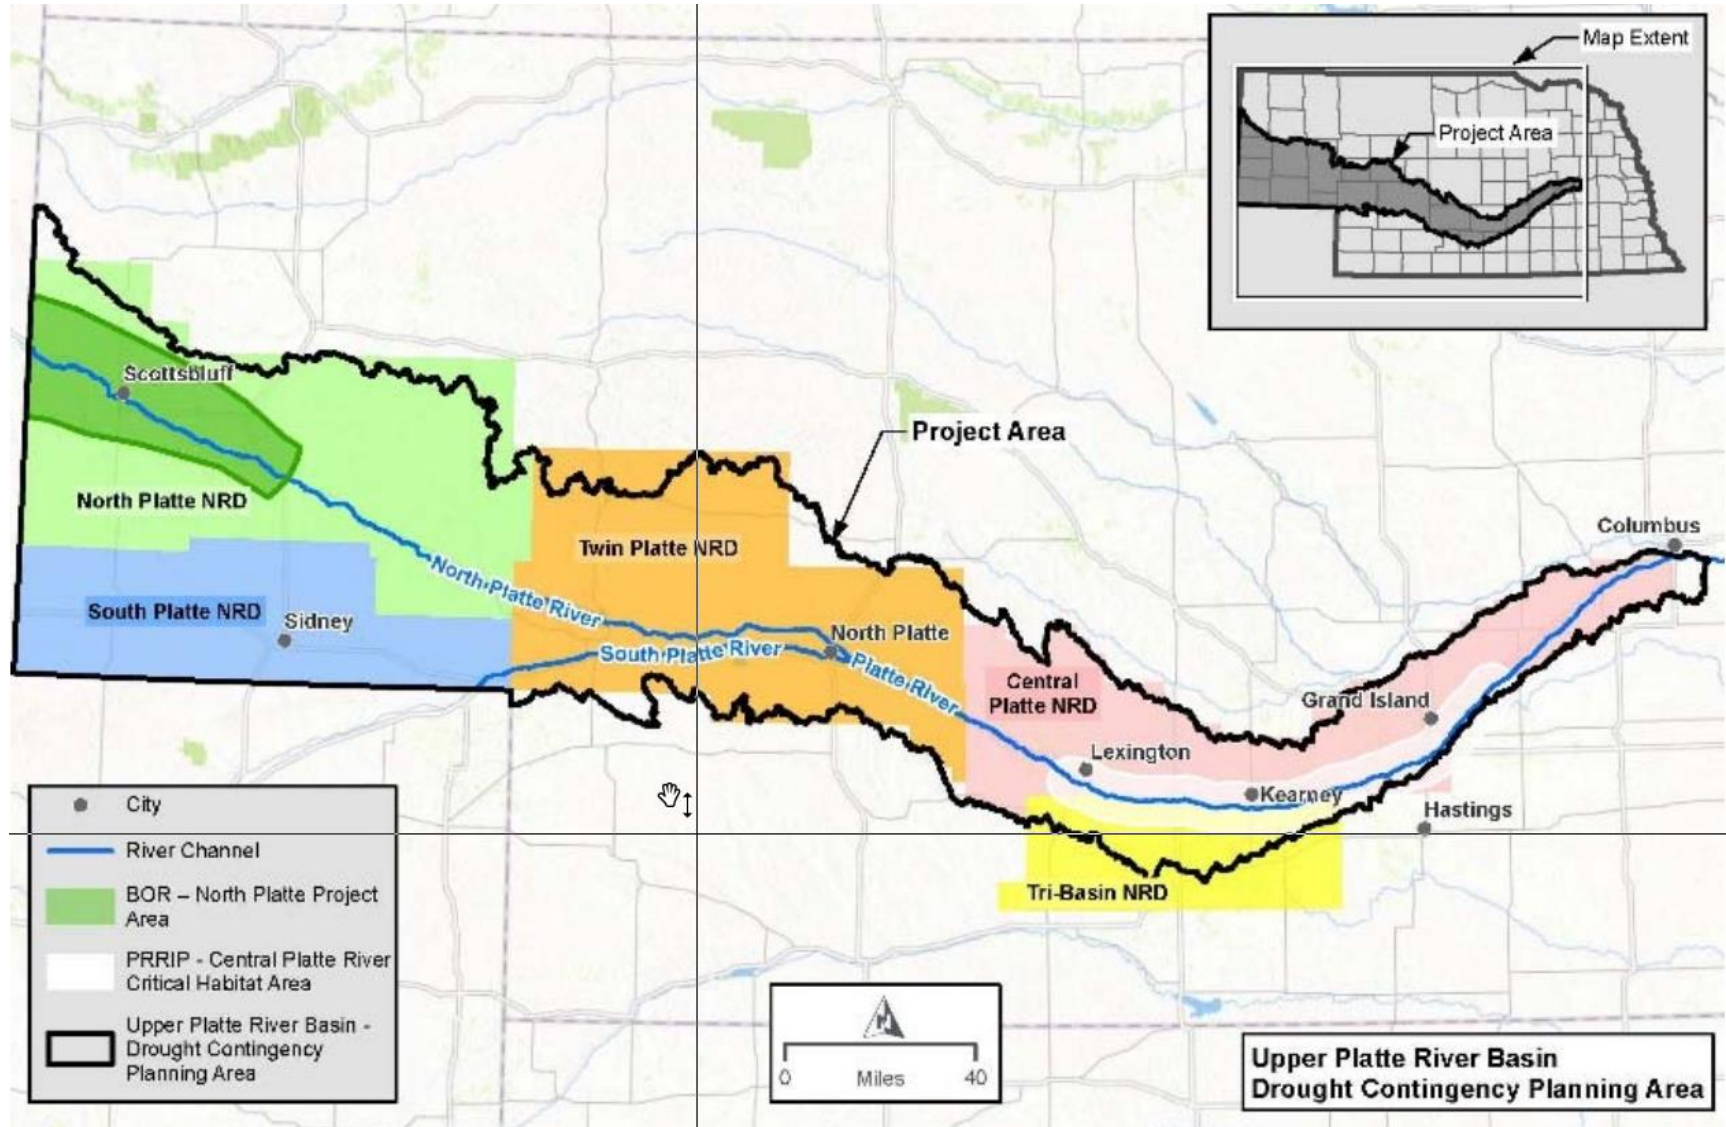 Map Extent
Project Area
Scottsbluff
Project Area
North Platte NRD
Columbus
Twin Platte NRD
North Platte River
South Platte NRD
Sidney
North Platte
South Platte River
Platte River
Central
Platte NRD
Grand Island
Lexington
Kearney
Hastings
Tri-Basin NRD
City
River Channel
BOR – North Platte Project
Area
PRRIP - Central Platte River
Critical Habitat Area
Upper Platte River Basin -
Drought Contingency
Planning Area
N
0 Miles 40
Upper Platte River Basin
Drought Contingency Planning Area